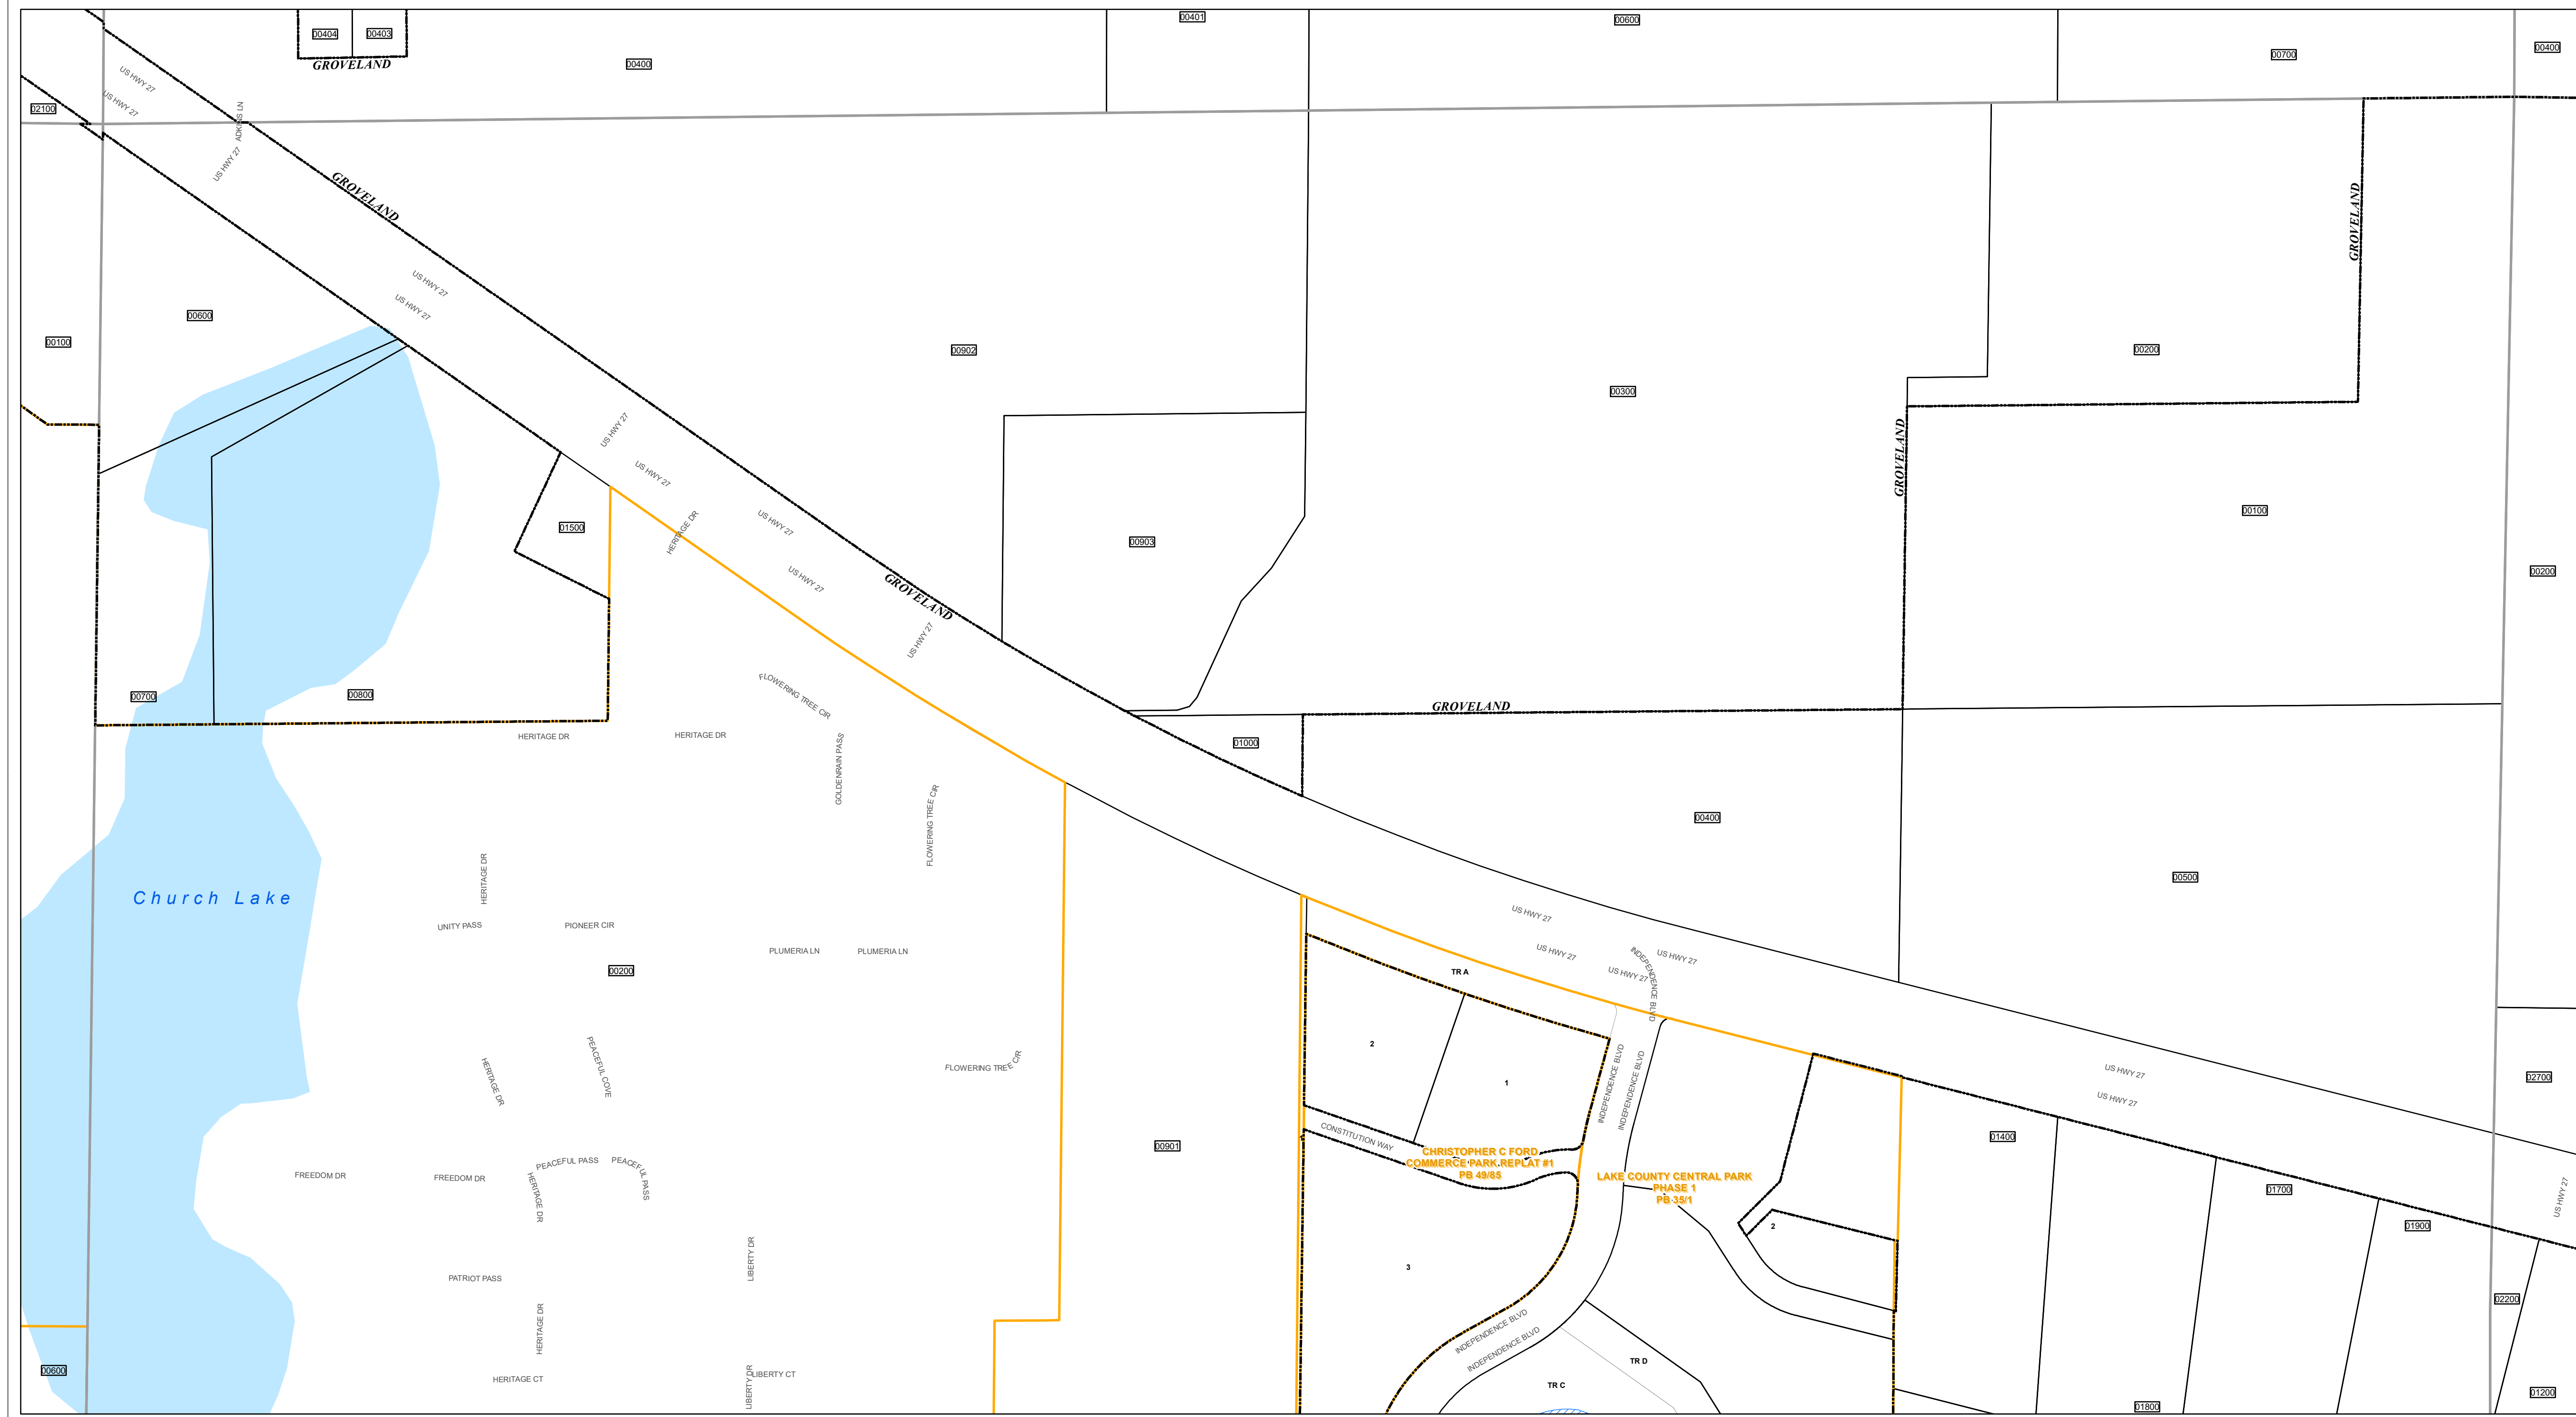 00401
00600
00404
00403
GROVELAND
00400
00700
00400
US HWY 27
US HWY 27
02100
ADKINS LN
US HWY 27
GROVELAND
GROVELAND
US HWY 27
US HWY 27
00600
00100
00902
00200
00300
US HWY 27
US HWY 27
GROVELAND
US HWY 27
00100
HERITAGE DR
01500
00903
US HWY 27
00200
GROVELAND
US HWY 27
00700
00800
FLOWERING TREE CIR
GROVELAND
HERITAGE DR
HERITAGE DR
GOLDENRAIN PASS
01000
FLOWERING TREE CIR
00400
HERITAGE DR
00500
Church Lake
UNITY PASS
PIONEER CIR
US HWY 27
PLUMERIA LN
PLUMERIA LN
US HWY 27
US HWY 27
INDEPENDENCE BLVD
US HWY 27
TR A
00200
2
1
PEACEFUL COVE
HERITAGE DR
FLOWERING TREE CIR
INDEPENDENCE BLVD
INDEPENDENCE BLVD
US HWY 27
US HWY 27
02700
CONSTITUTION WAY
01400
00901
CHRISTOPHER C FORD
COMMERCE PARK REPLAT #1
PB 49/85
LAKE COUNTY CENTRAL PARK
PHASE 1
PB 35/1
FREEDOM DR
FREEDOM DR
PEACEFUL PASS
PEACEFUL PASS
HERITAGE DR
01700
US HWY 27
01900
2
LIBERTY DR
3
PATRIOT PASS
02200
HERITAGE DR
INDEPENDENCE BLVD
INDEPENDENCE BLVD
TR D
00600
HERITAGE CT
LIBERTY DR
LIBERTY CT
TR C
01200
01800